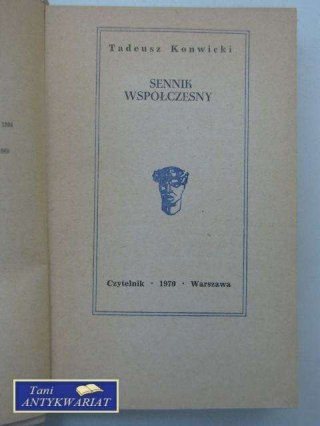 Tadeusz Konwicki
SENNIK
WSPÓŁCZESNY
Czytelnik · 1970 · Warszawa
Tani
ANTYKWARIAT